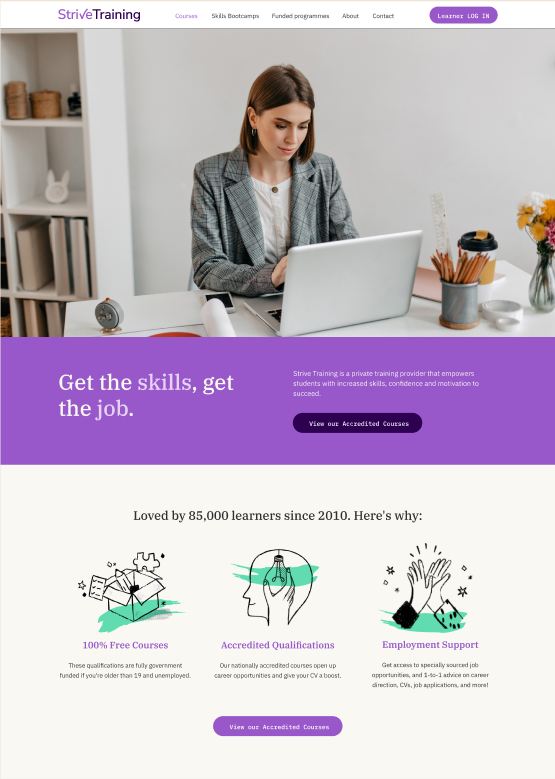 StriveTraining
Courses Skills Bootcamps Funded programmes About Contact
Learner LOG IN
Get the skills, get
the job.
Strive Training is a private training provider that empowers
students with increased skills, confidence and motivation to
succeed.
View our Accredited Courses
Loved by 85,000 learners since 2010. Here's why:
100% Free Courses
These qualifications are fully government
funded if you're older than 19 and unemployed.
Accredited Qualifications
Our nationally accredited courses open up
career opportunities and give your CV a boost.
Employment Support
Get access to specially sourced job
opportunities, and 1-to-1 advice on career
direction, CVs, job applications, and more!
View our Accredited Courses